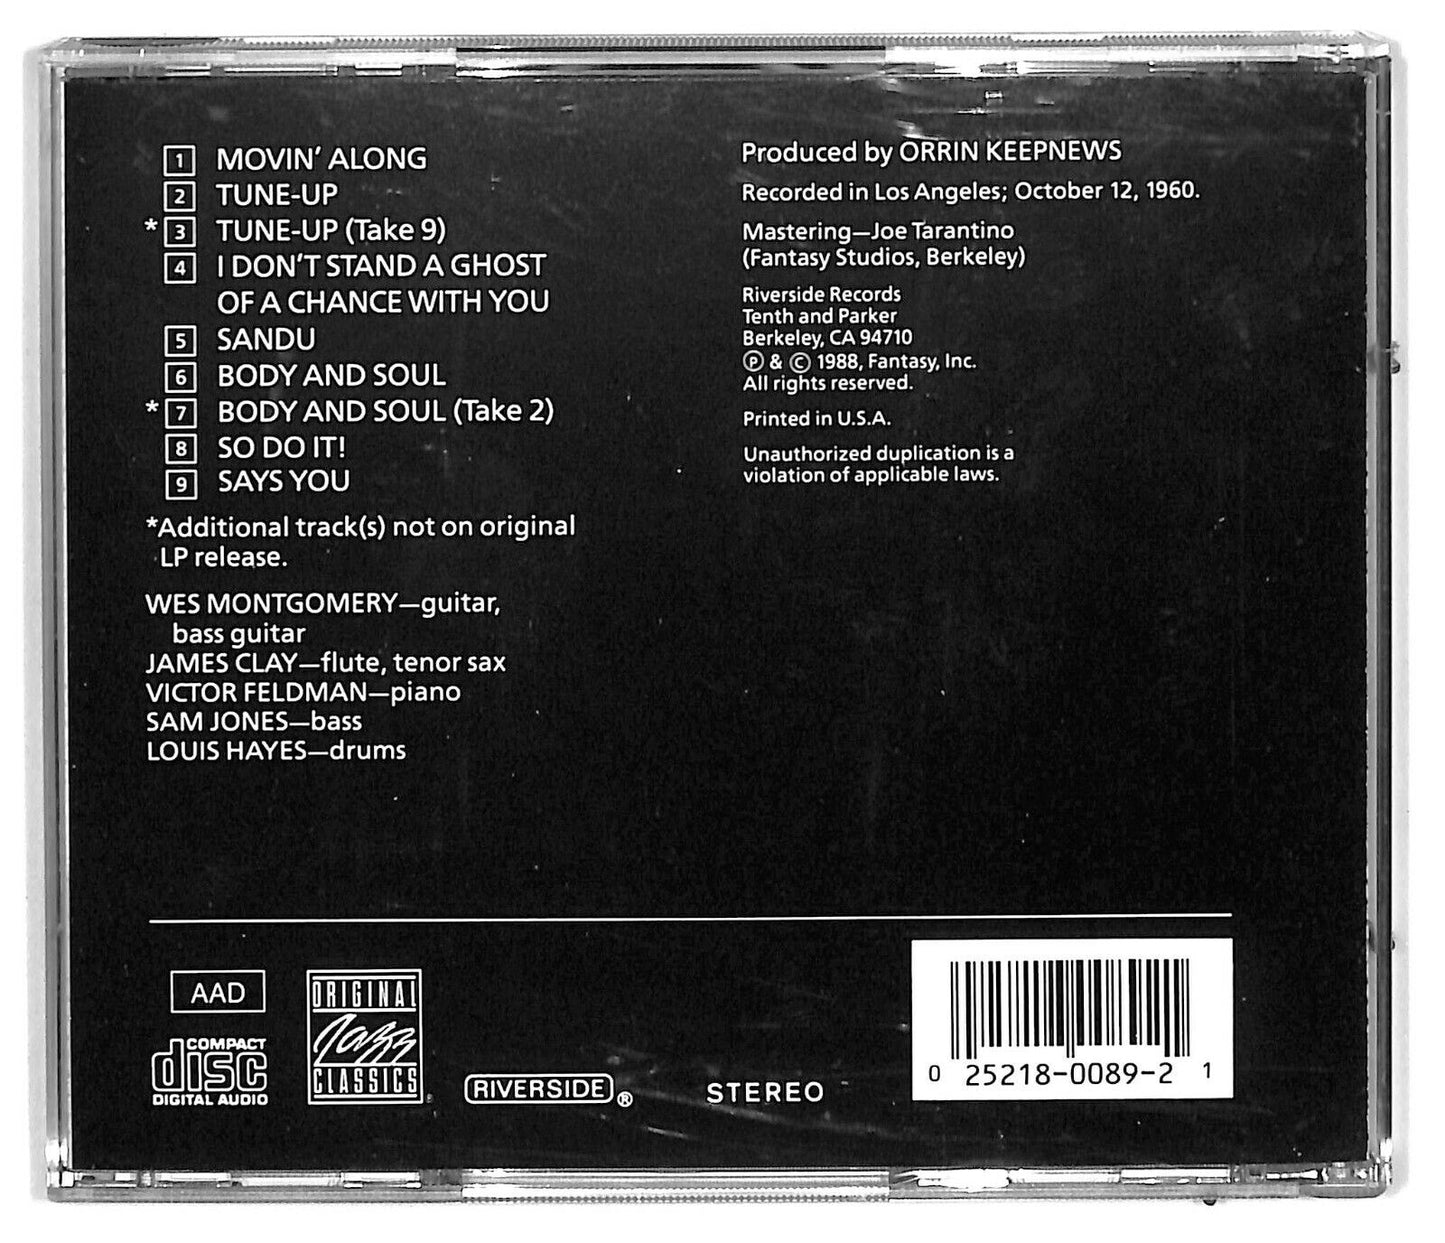 1 MOVIN' ALONG
2 TUNE-UP
* 3 TUNE-UP (Take 9)
4 I DON'T STAND A GHOST
OF A CHANCE WITH YOU
5 SANDU
6 BODY AND SOUL
* 7 BODY AND SOUL (Take 2)
8 SO DO IT!
9 SAYS YOU
*Additional track(s) not on original
LP release.
WES MONTGOMERY—guitar,
bass guitar
JAMES CLAY—flute, tenor sax
VICTOR FELDMAN—piano
SAM JONES—bass
LOUIS HAYES—drums
Produced by ORRIN KEEPNEWS
Recorded in Los Angeles; October 12, 1960.
Mastering—Joe Tarantino
(Fantasy Studios, Berkeley)
Riverside Records
Tenth and Parker
Berkeley, CA 94710
Ⓟ & © 1988, Fantasy, Inc.
All rights reserved.
Printed in U.S.A.
Unauthorized duplication is a
violation of applicable laws.
AAD
COMPACT
disc
DIGITAL AUDIO
ORIGINAL
Jazz
CLASSICS
RIVERSIDE®
STEREO
0 25218-0089-2 1